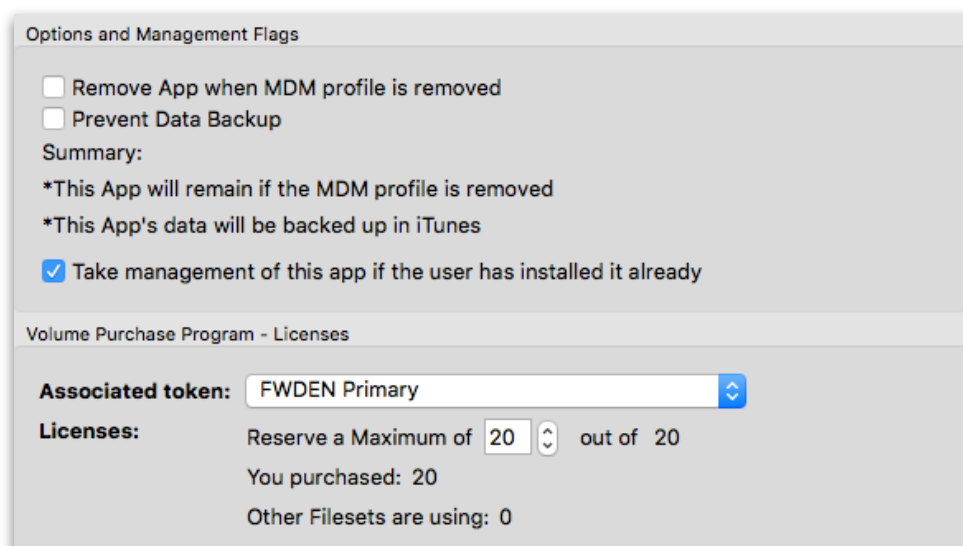 Options and Management Flags
Remove App when MDM profile is removed
Prevent Data Backup
Summary:
*This App will remain if the MDM profile is removed
*This App's data will be backed up in iTunes
Take management of this app if the user has installed it already
Volume Purchase Program - Licenses
Associated token: FWDEN Primary
Licenses: Reserve a Maximum of 20 out of 20
You purchased: 20
Other Filesets are using: 0